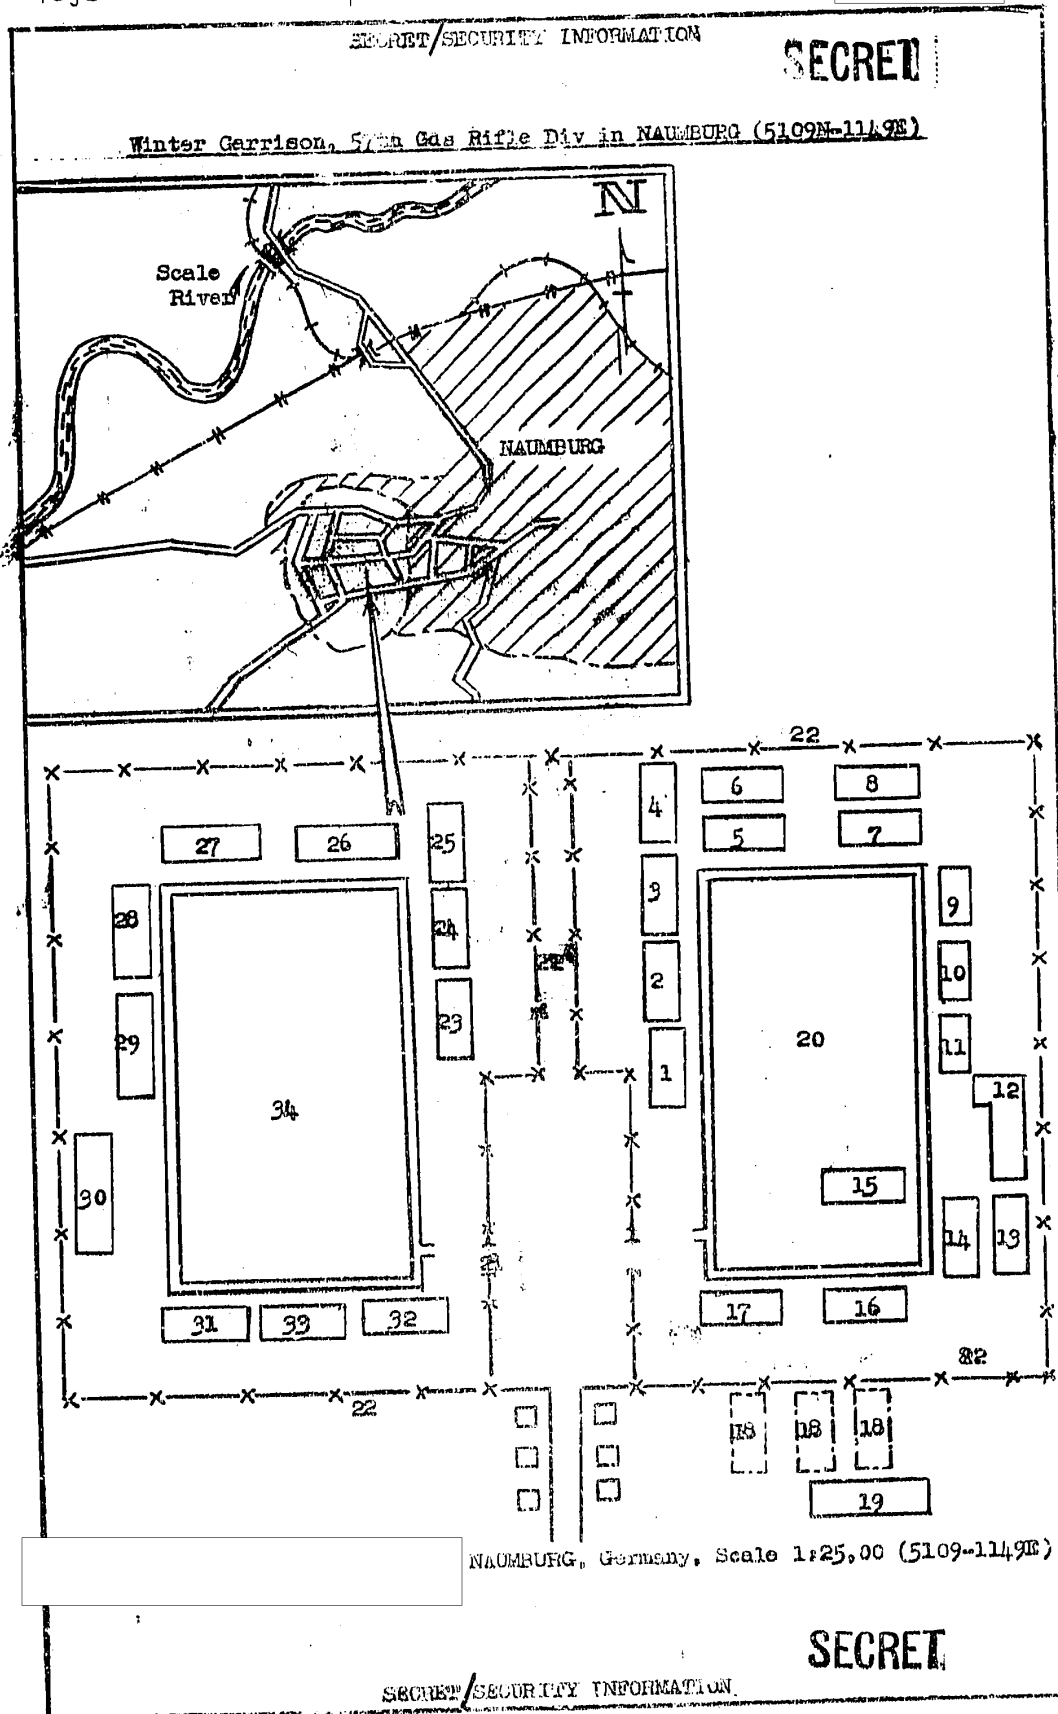 SECRET/SECURITY INFORMATION
SECRET
Winter Garrison, Gds Rifle Div in NAUMBURG (5109N-1149E)
N
Scale
River
NAUMBURG
22
4 6 8
27 26 25 5 7
28 24 3 9
2 10
29 23 20 11
1 12
34
30 15
14 13
31 33 32 17 16
22
22
18 18 18
19
NAUMBURG, Germany, Scale 1:25,00 (5109-1149E)
SECRET
SECRET/SECURITY INFORMATION